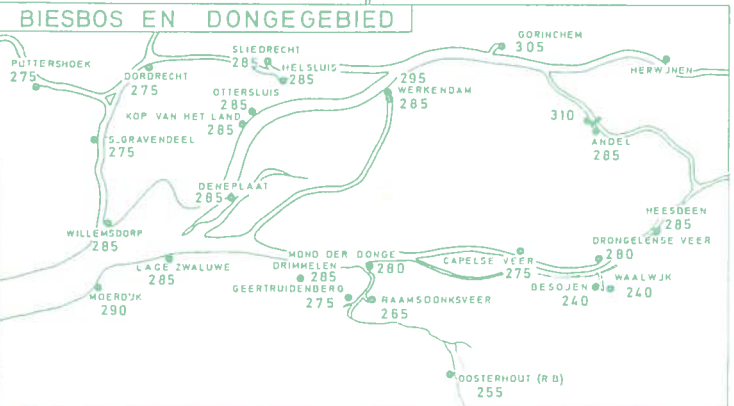 BIESBOS EN DONGEGEBIED
PUTTERSHOEK
275
DORDRECHT
275
SLIEDRECHT
285
HELSLUIS
285
GORINCHEM
305
HERWIJNEN
295
WERKENDAM
285
OTTERSLUIS
285
KOP VAN HET LAND
285
310
ANDEL
285
S.GRAVENDEEL
275
DENEPLAAT
285
WILLEMSDORP
285
HEESDEEN
285
DRONGELENSE VEER
280
LAGE ZWALUWE
285
MOND DER DONGE
280
DRIMMELEN
285
CAPELSE VEER
275
WAALWIJK
240
BESOJEN
240
MOERDIJK
290
GEERTRUIDENBERG
275
RAAMSDONKSVEER
265
OOSTERHOUT (R.D)
255